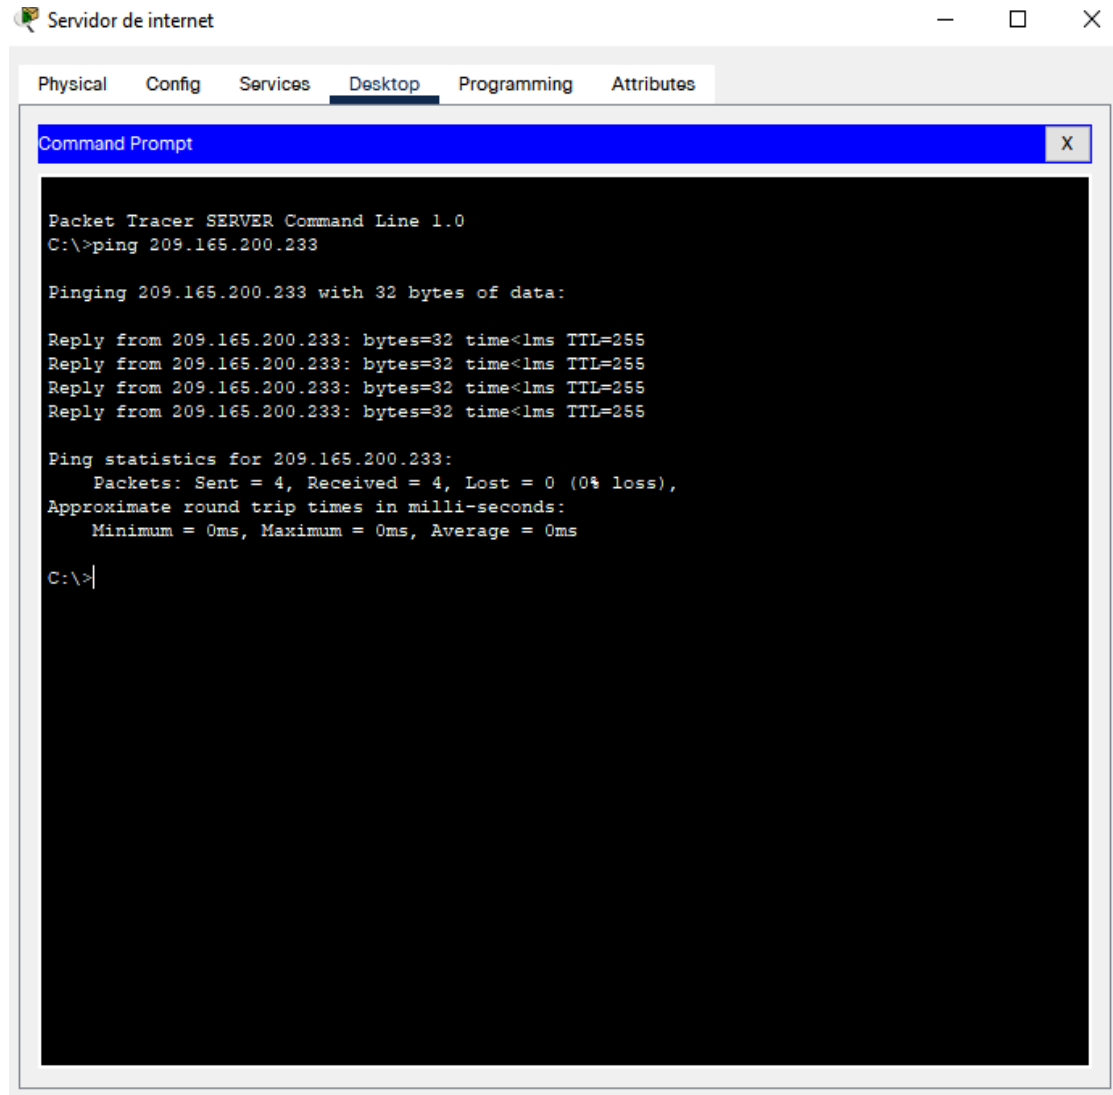 Servidor de internet
Physical Config Services Desktop Programming Attributes
Command Prompt X
Packet Tracer SERVER Command Line 1.0
C:\>ping 209.165.200.233
Pinging 209.165.200.233 with 32 bytes of data:
Reply from 209.165.200.233: bytes=32 time<1ms TTL=255
Reply from 209.165.200.233: bytes=32 time<1ms TTL=255
Reply from 209.165.200.233: bytes=32 time<1ms TTL=255
Reply from 209.165.200.233: bytes=32 time<1ms TTL=255
Ping statistics for 209.165.200.233:
Packets: Sent = 4, Received = 4, Lost = 0 (0% loss),
Approximate round trip times in milli-seconds:
Minimum = 0ms, Maximum = 0ms, Average = 0ms
C:\>